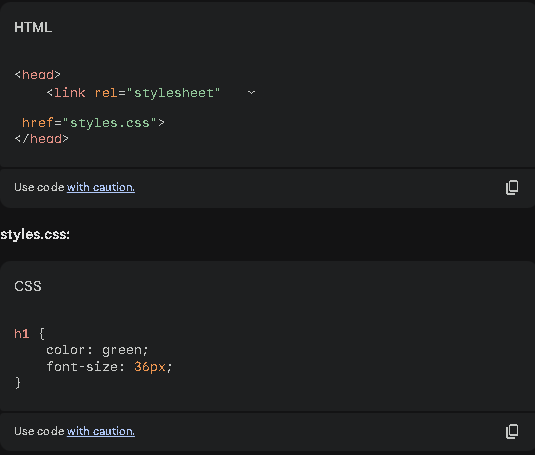 HTML
<head>
    <link rel="stylesheet"
 href="styles.css">
</head>
Use code with caution.
styles.css:
CSS
h1 {
    color: green;
    font-size: 36px;
}
Use code with caution.